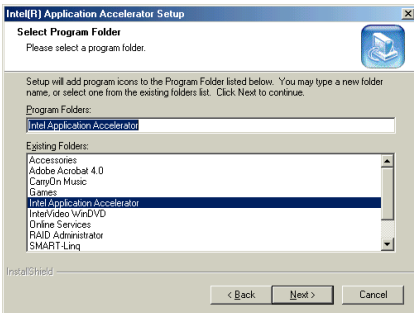 Intel(R) Application Accelerator Setup
Select Program Folder
Please select a program folder.
Setup will add program icons to the Program Folder listed below. You may type a new folder
name, or select one from the existing folders list. Click Next to continue.
Program Folders:
Intel Application Accelerator
Existing Folders:
Accessories
Adobe Acrobat 4.0
CarryOn Music
Games
Intel Application Accelerator
InterVideo WinDVD
Online Services
RAID Administrator
SMART-Linq
InstallShield
< Back
Next >
Cancel